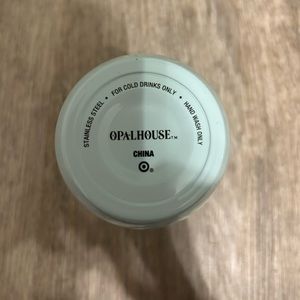 STAINLESS STEEL • FOR COLD DRINKS ONLY • HAND WASH ONLY
OPALHOUSE™
CHINA
®